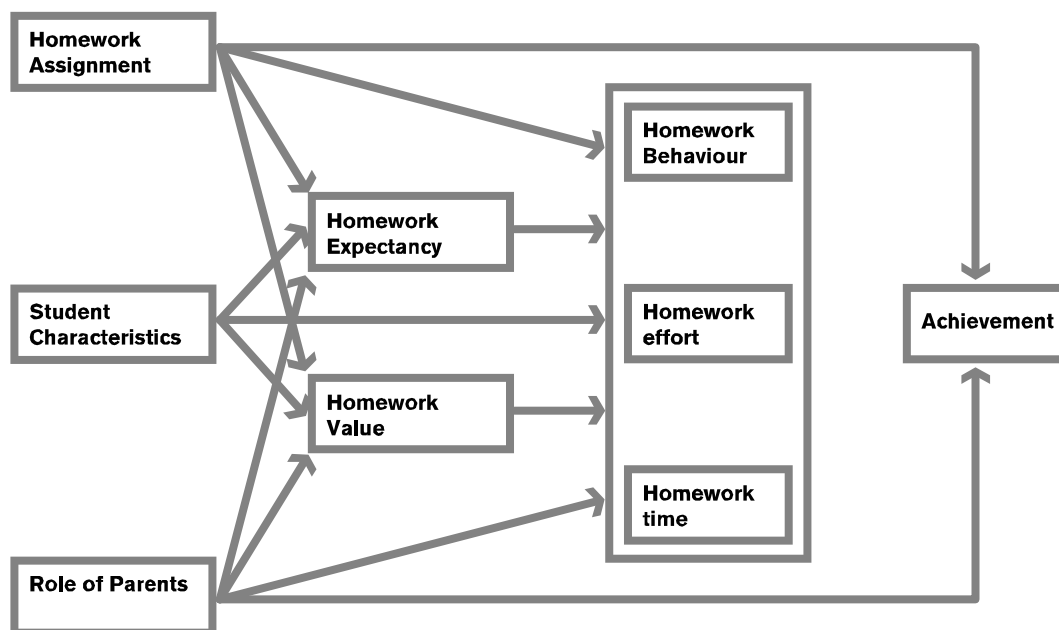 Homework
Assignment
Homework
Behaviour
Homework
Expectancy
Student
Characteristics
Homework
effort
Achievement
Homework
Value
Homework
time
Role of Parents